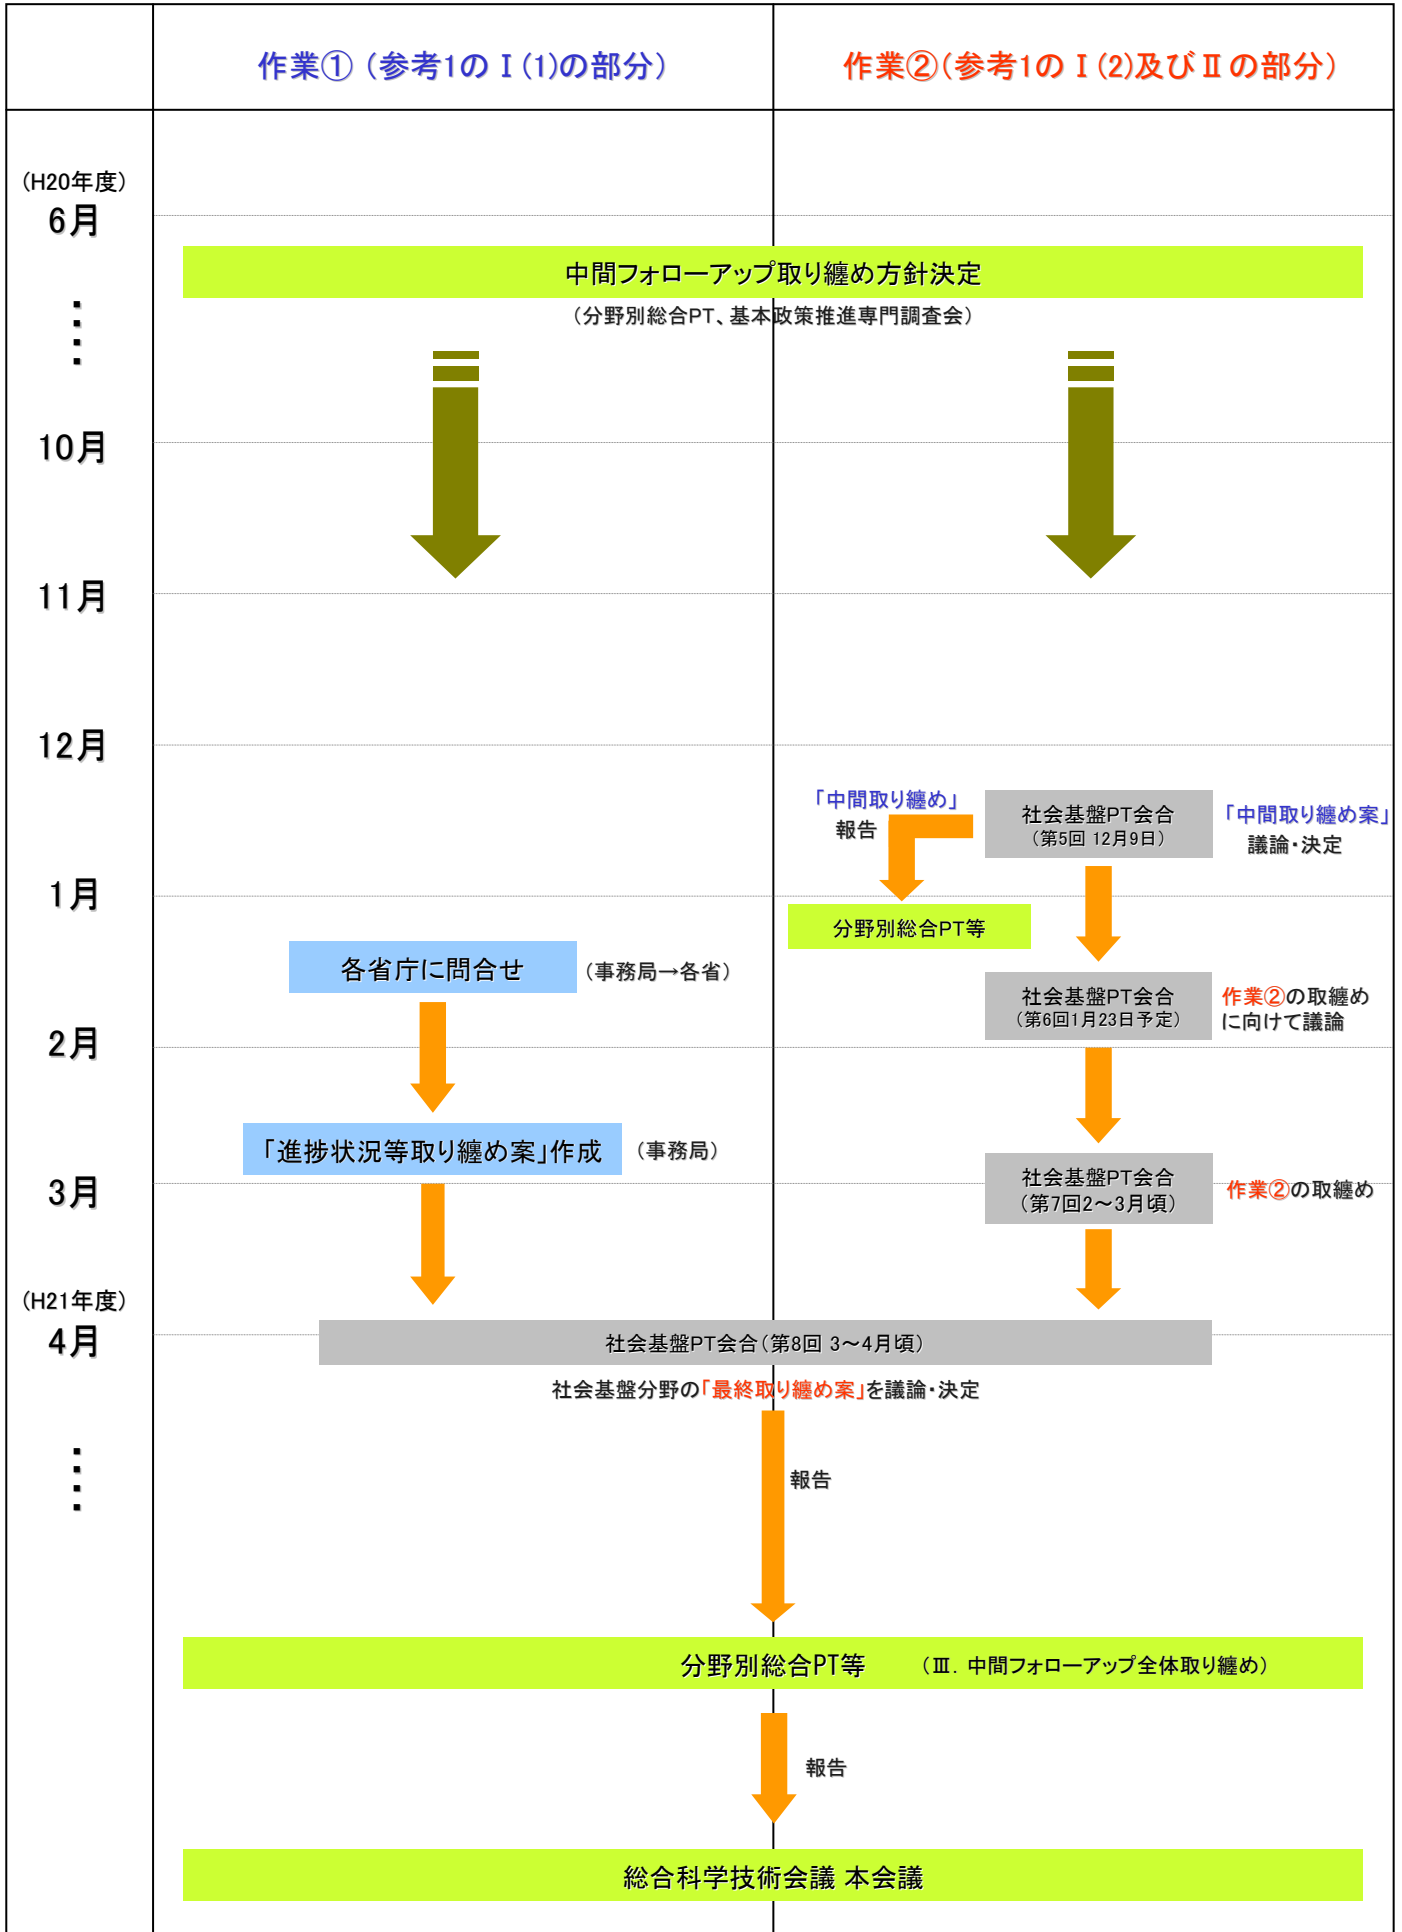 作業①（参考1のⅠ(1)の部分）
作業②（参考1のⅠ(2)及びⅡの部分）
（H20年度）
6月
中間フォローアップ取り纏め方針決定
（分野別総合PT、基本政策推進専門調査会）
10月
11月
12月
「中間取り纏め」
報告
社会基盤PT会合
（第5回 12月9日）
「中間取り纏め案」
議論・決定
1月
分野別総合PT等
各省庁に問合せ
（事務局→各省）
社会基盤PT会合
（第6回1月23日予定）
作業②の取纏め
に向けて議論
2月
「進捗状況等取り纏め案」作成
（事務局）
社会基盤PT会合
（第7回2～3月頃）
作業②の取纏め
3月
（H21年度）
4月
社会基盤PT会合（第8回 3～4月頃）
社会基盤分野の「最終取り纏め案」を議論・決定
報告
分野別総合PT等
（Ⅲ．中間フォローアップ全体取り纏め）
報告
総合科学技術会議 本会議